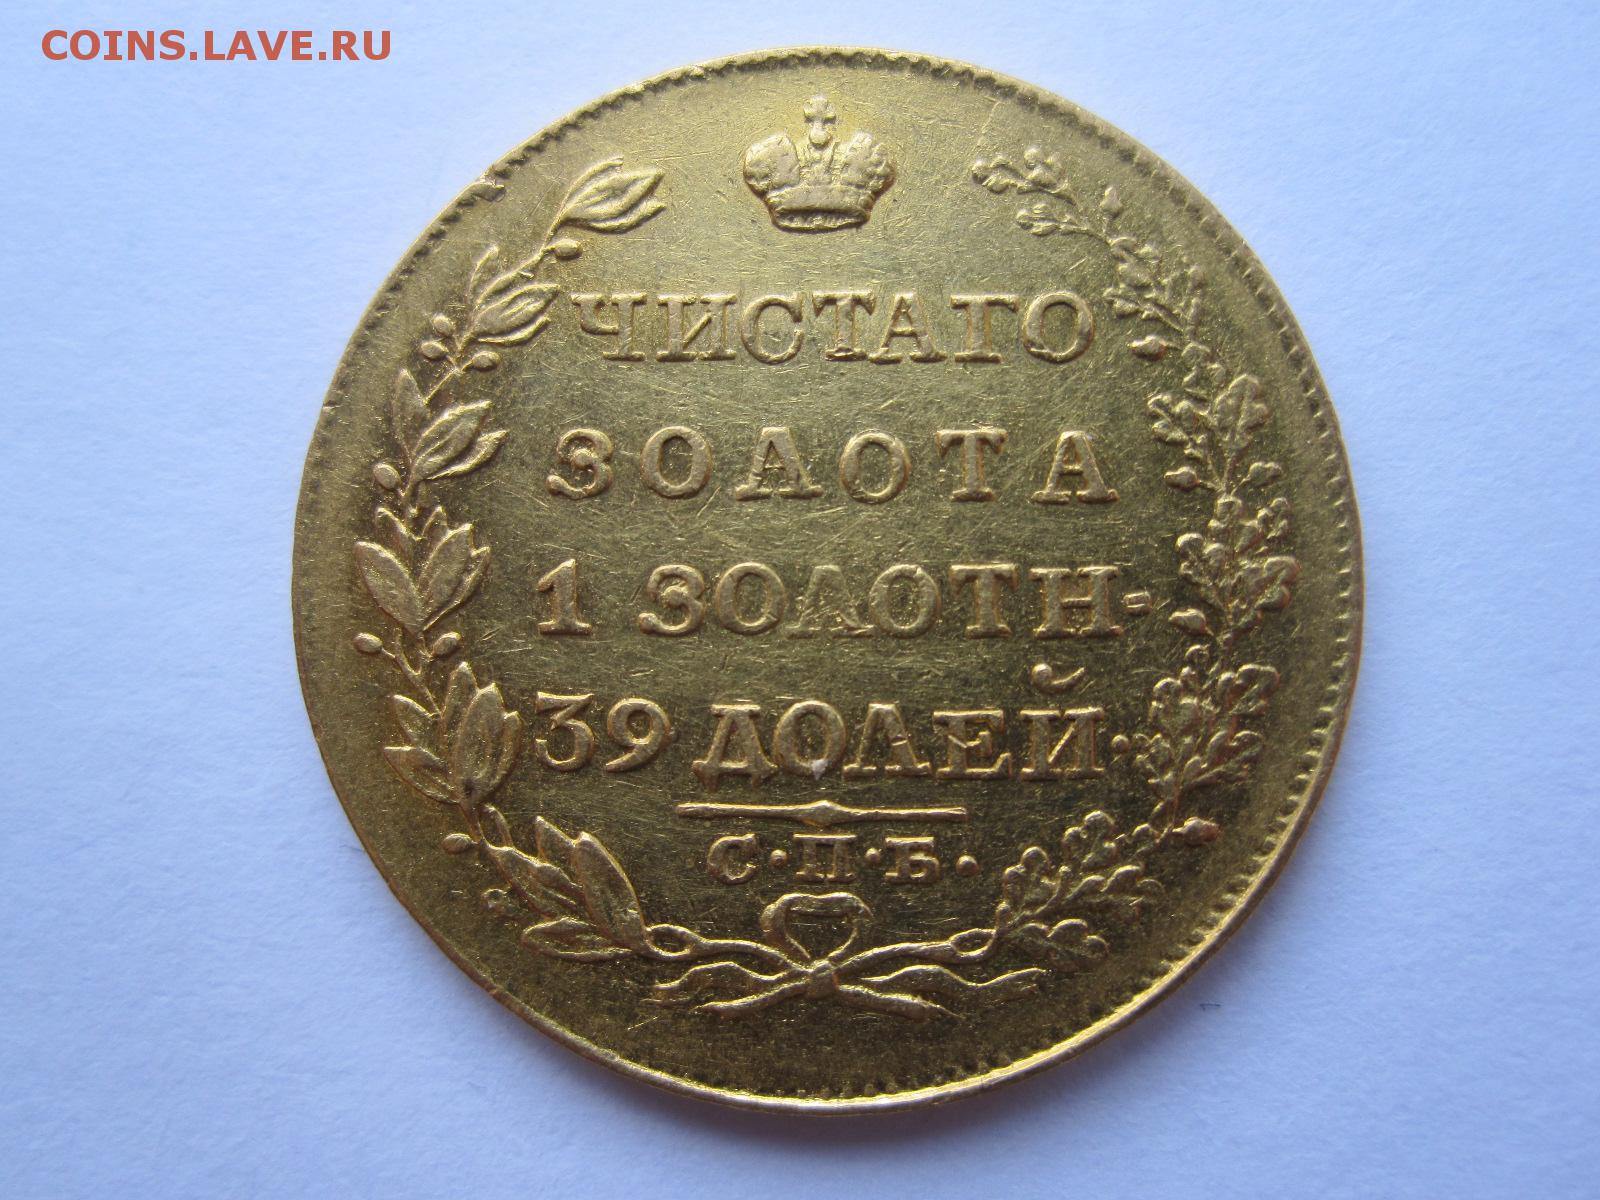 COINS.LAVE.RU
ЧИСТАГО
ЗОЛОТА
1 ЗОЛОТН·
39 ДОЛЕЙ·
С·П·Б·